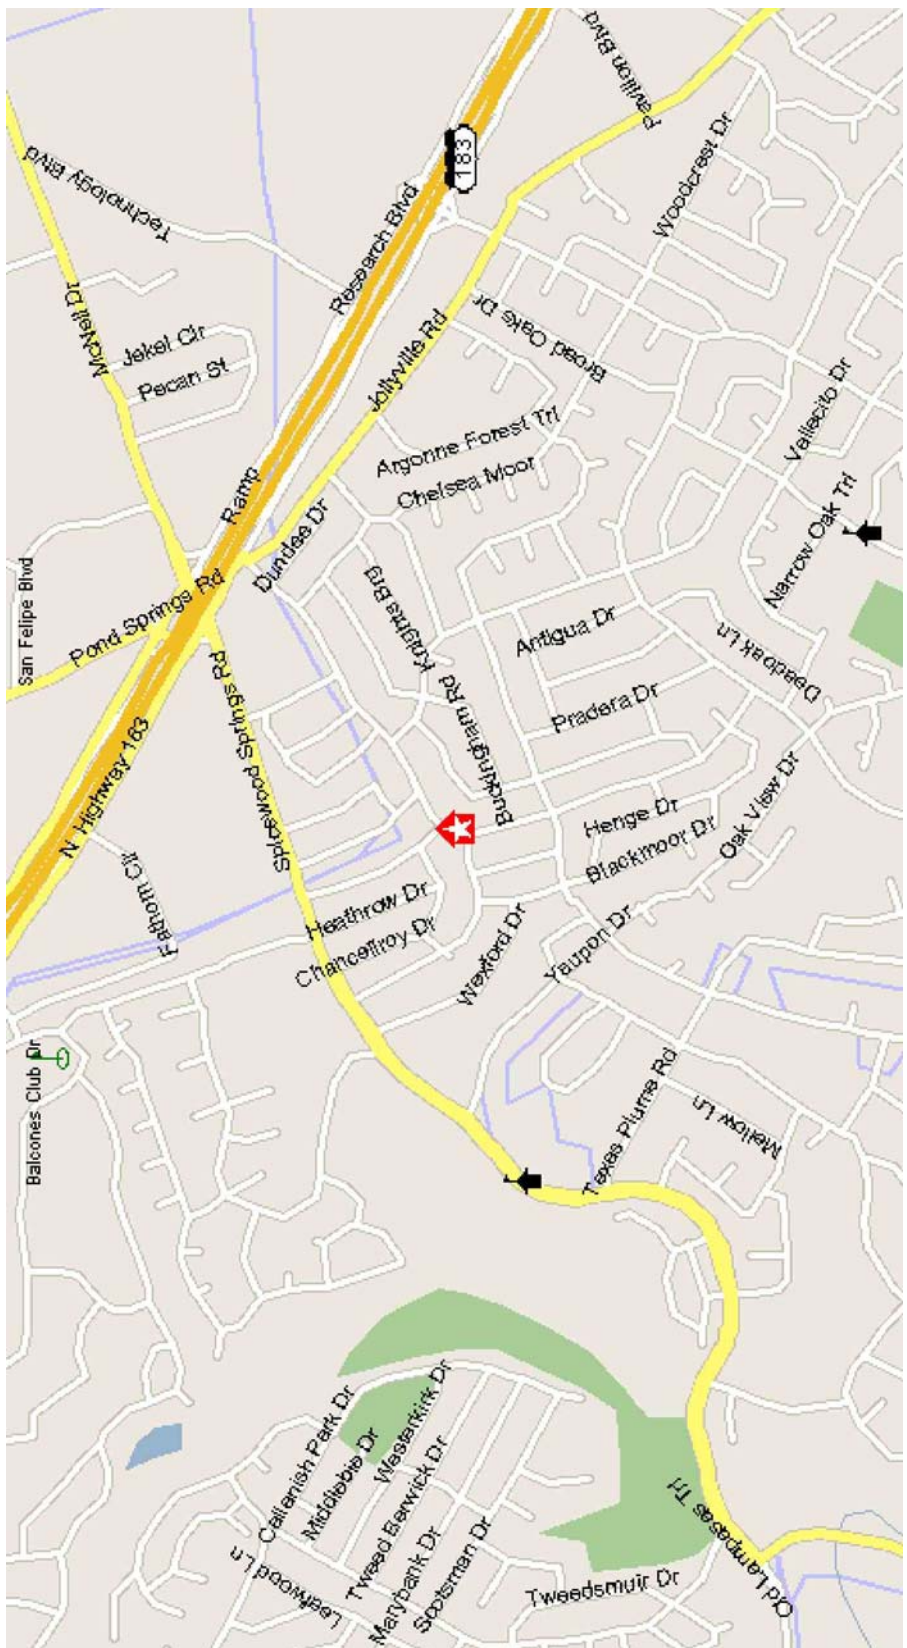 Pavilion Blvd
183
Technology Blvd
Research Blvd
Woodcrest Dr
McNeil Dr
Jekel Cir
Pecan St
Jollyville Rd
Broad Oaks Dr
Argonne Forest Trl
Chelsea Moor
Vallecito Dr
Ramp
Dundee Dr
Narrow Oak Trl
San Felipe Blvd
Pond Springs Rd
Knights Brg
Antigua Dr
Deadoak Ln
Spicewood Springs Rd
Buckingham Rd
Pradera Dr
N Highway 183
Henge Dr
Blackmoor Dr
Oak View Dr
Fathom Cir
Heathrow Dr
Chancellroy Dr
Wexford Dr
Yaupon Dr
Balcones Club Dr
Texas Plume Rd
Mellow Ln
Callanish Park Dr
Middlebie Dr
Westerkirk Dr
Leafwood Ln
Tweed Berwick Dr
Marybank Dr
Scotsman Dr
Tweedsmuir Dr
Old Lampasas Trl